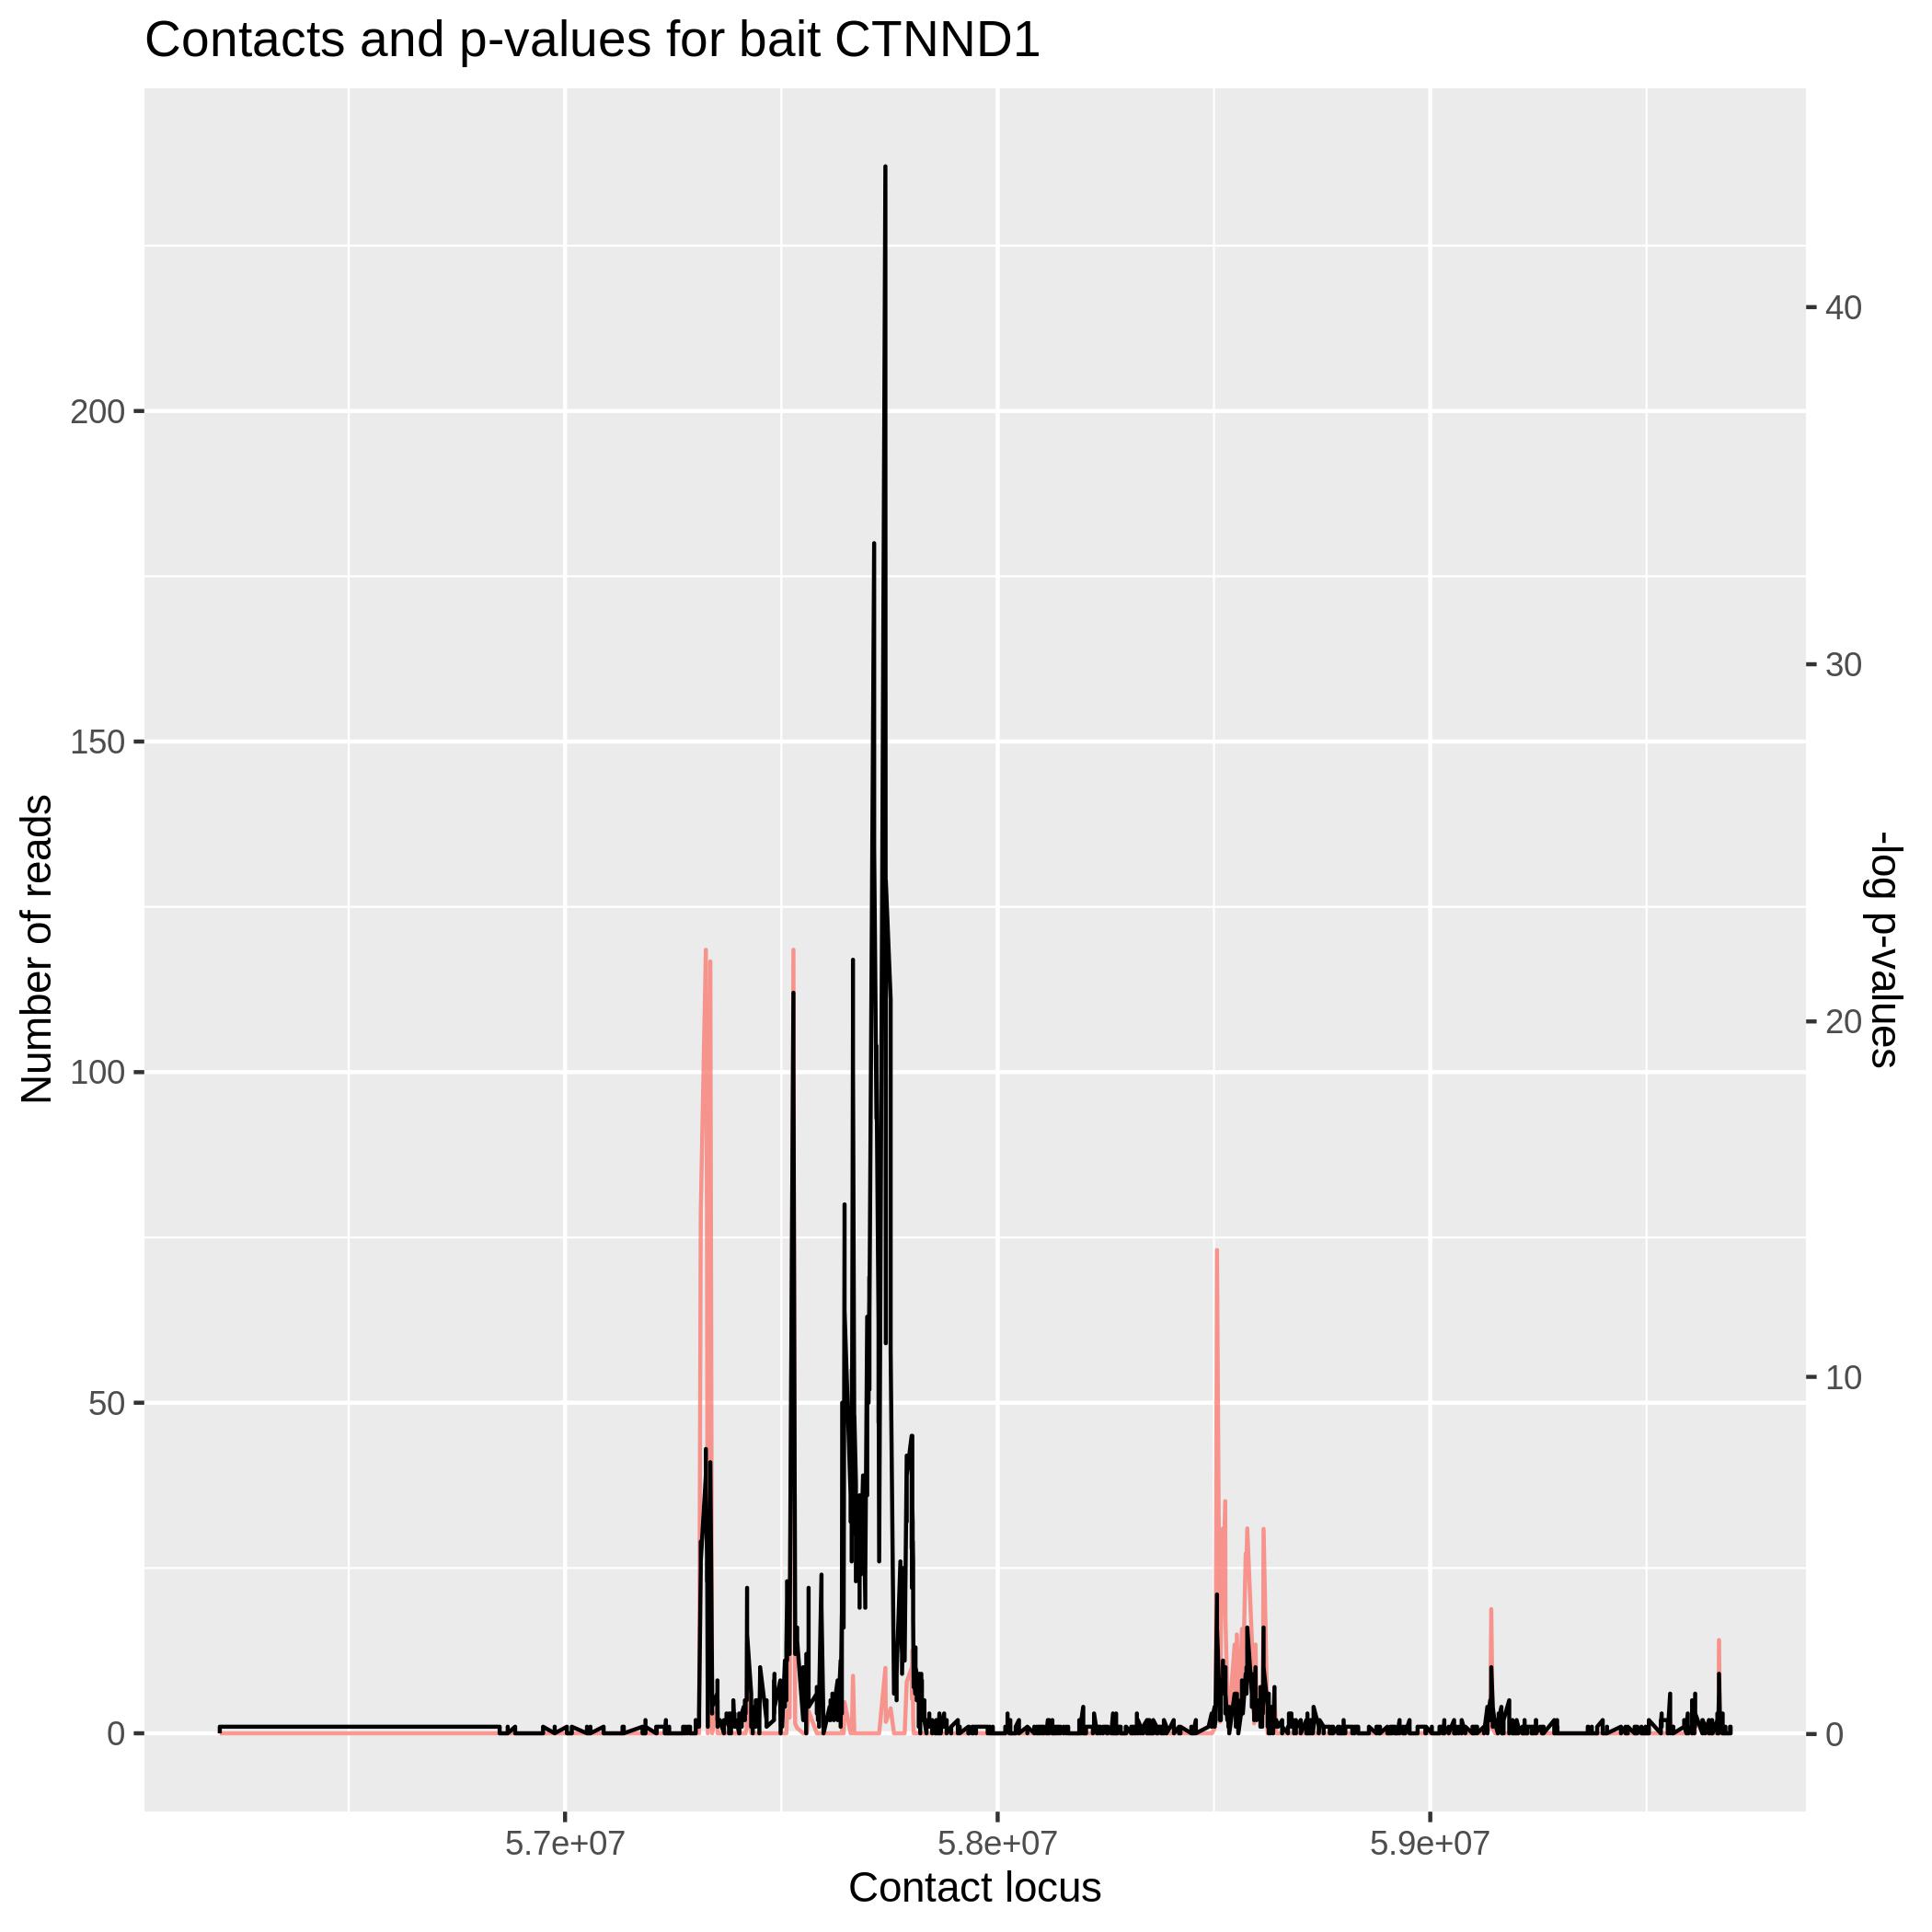 Contacts and p-values for bait CTNND1
Number of reads
200
150
100
50
0
40
30
20
10
0
-log p-values
5.7e+07 5.8e+07 5.9e+07
Contact locus